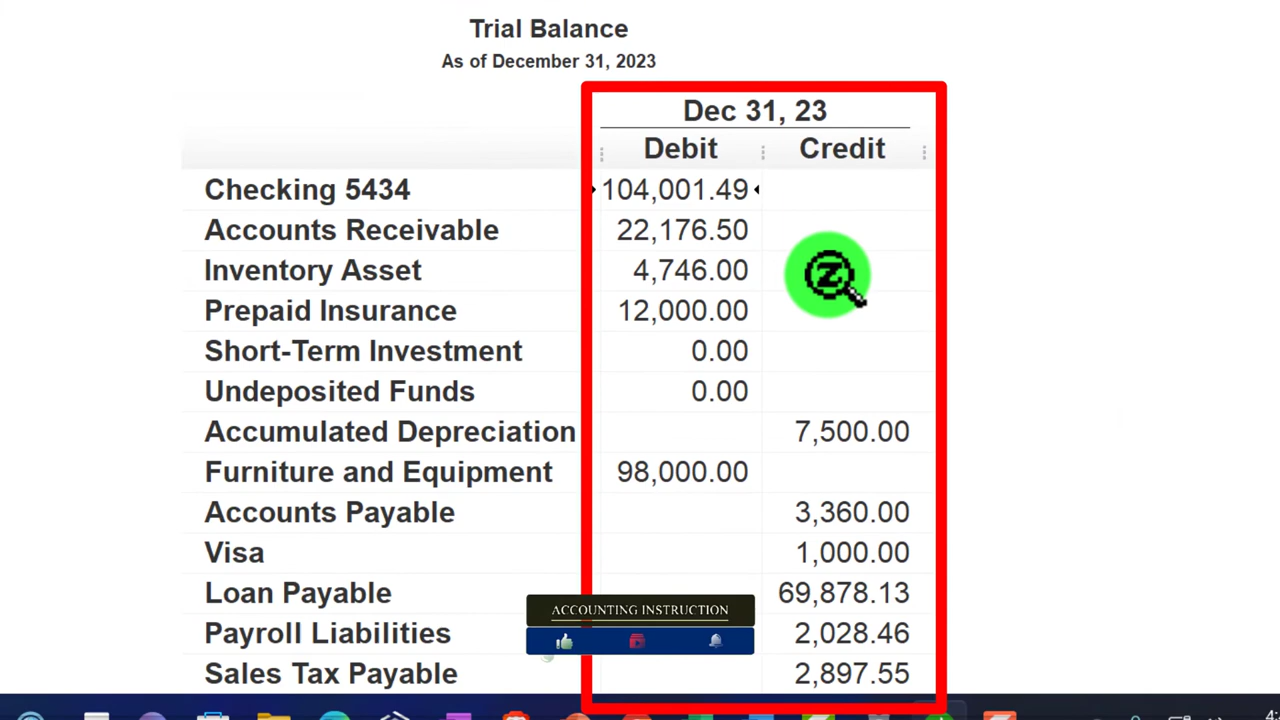 Trial Balance
As of December 31, 2023
Dec 31, 23
Debit Credit
Checking 5434 104,001.49
Accounts Receivable 22,176.50
Inventory Asset 4,746.00
Prepaid Insurance 12,000.00
Short-Term Investment 0.00
Undeposited Funds 0.00
Accumulated Depreciation 7,500.00
Furniture and Equipment 98,000.00
Accounts Payable 3,360.00
Visa 1,000.00
Loan Payable 69,878.13
ACCOUNTING INSTRUCTION
Payroll Liabilities 2,028.46
Sales Tax Payable 2,897.55